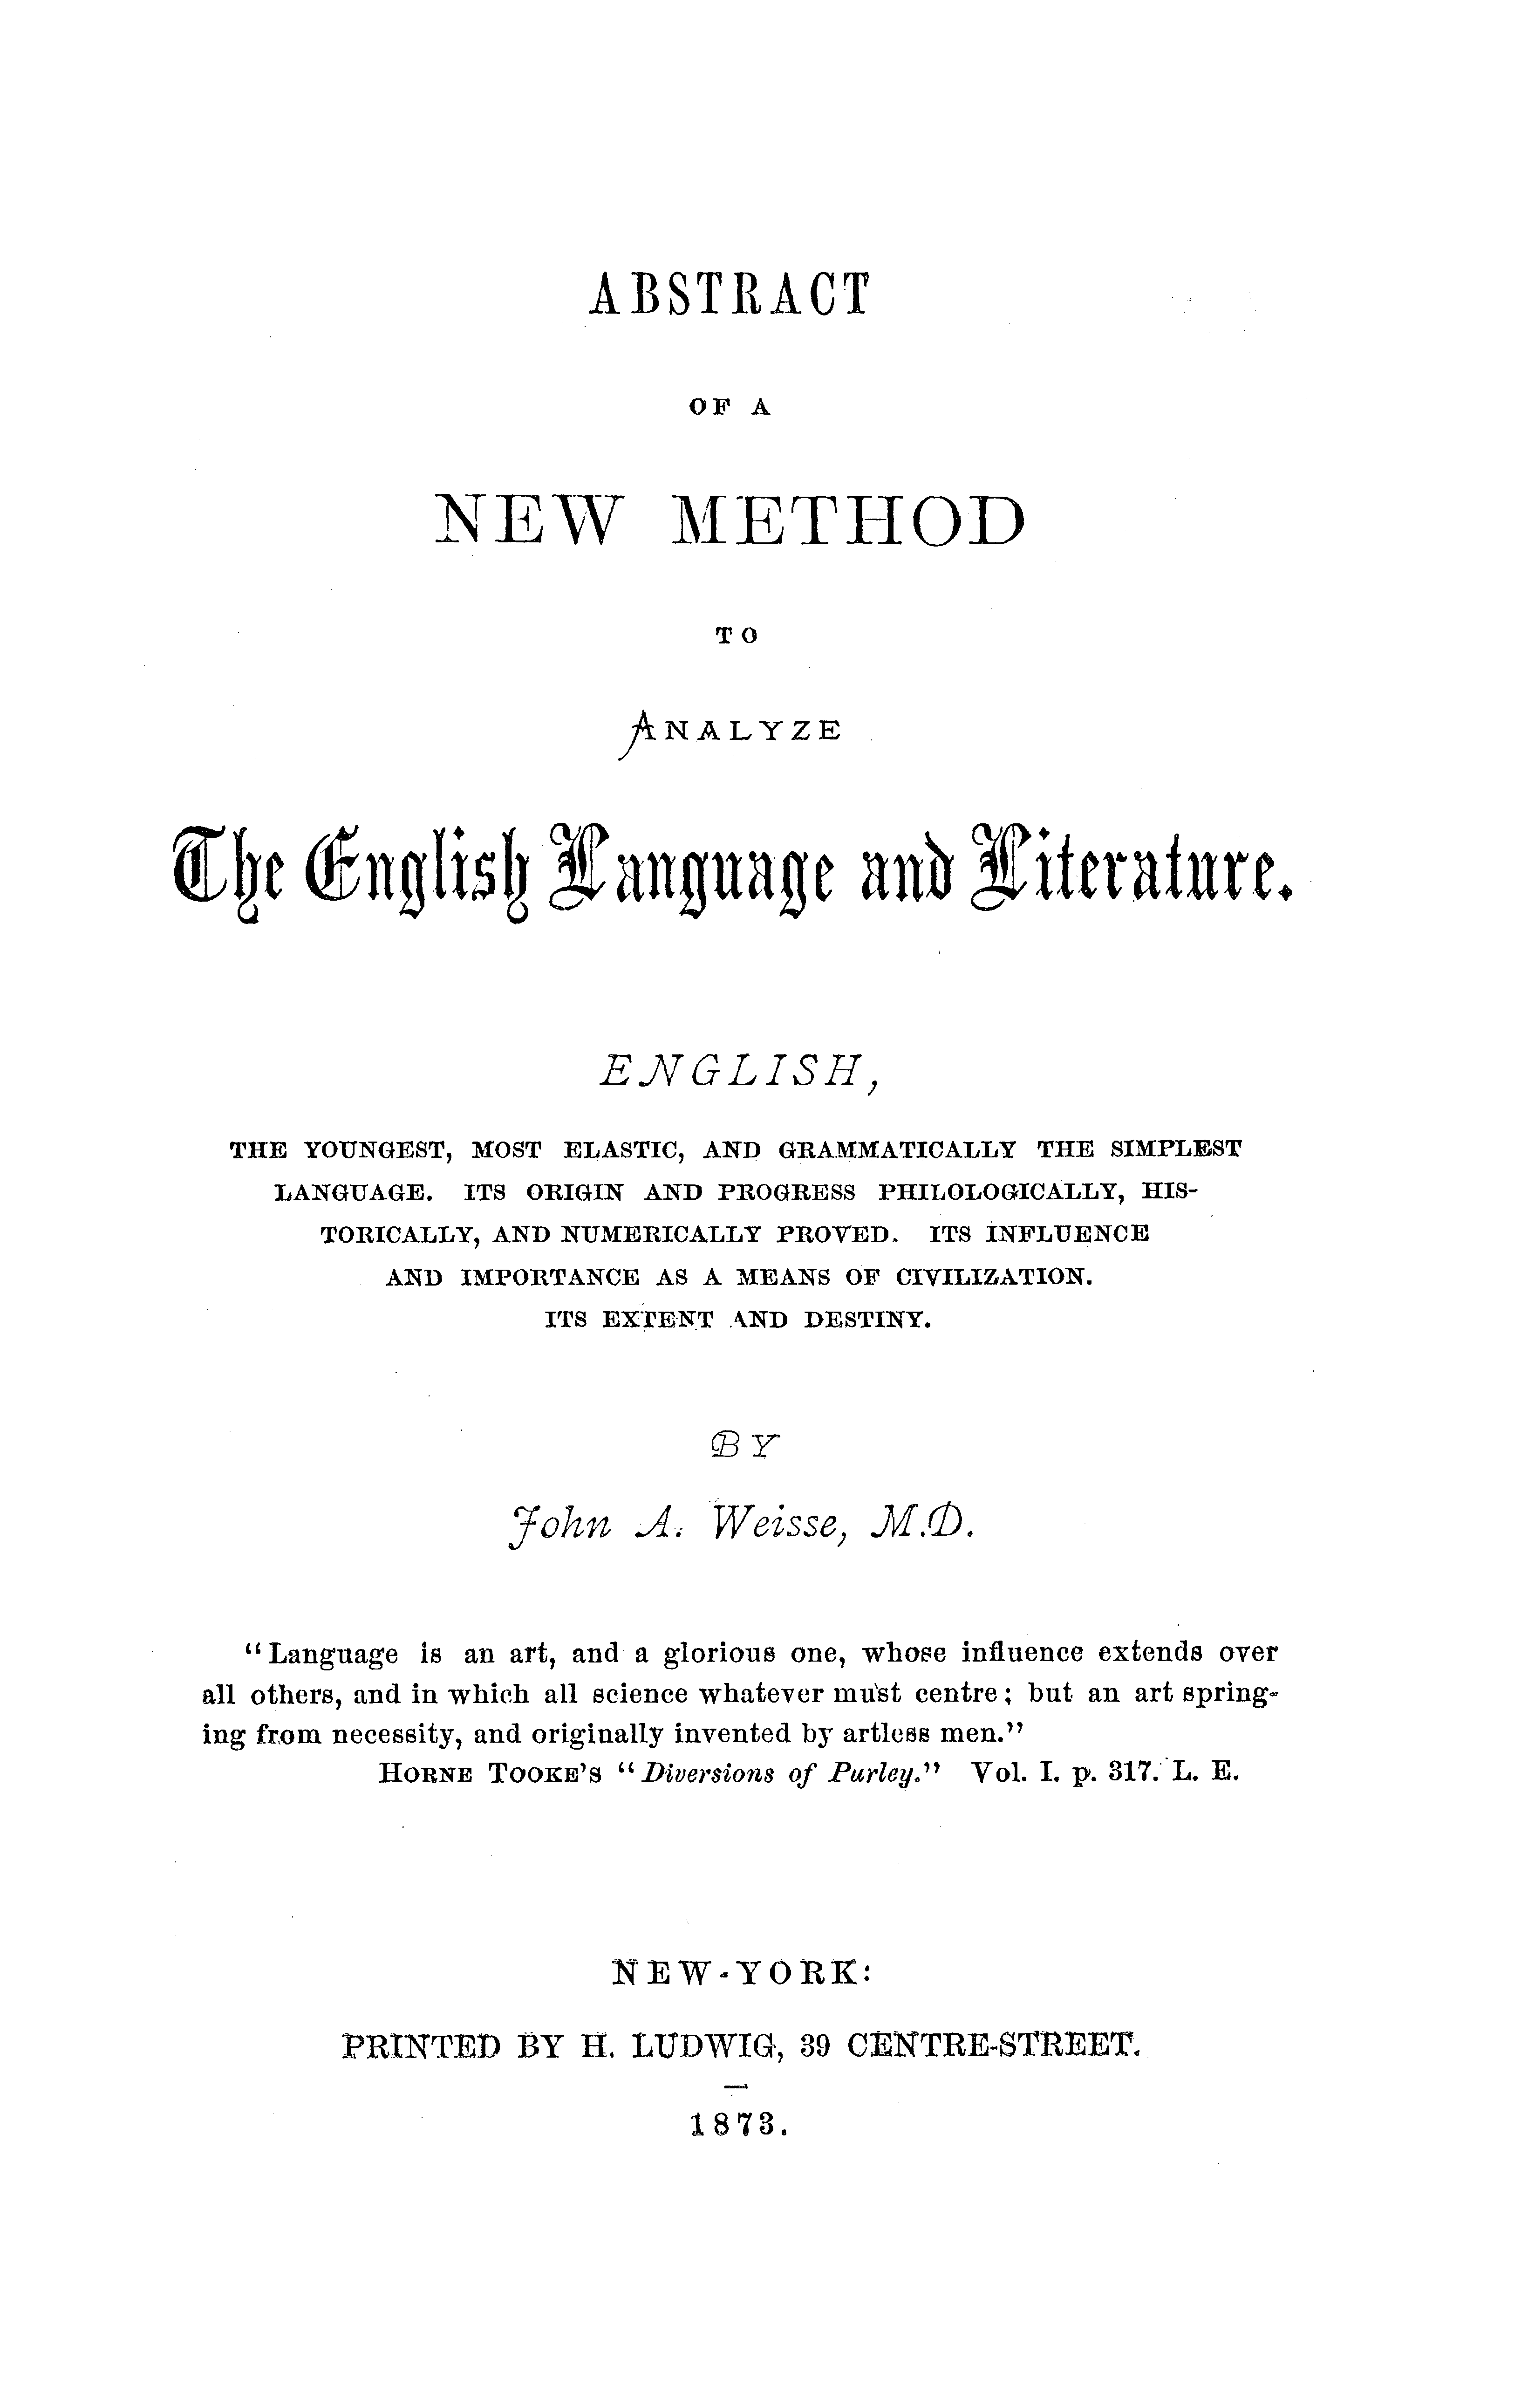 ABSTRACT
OF A
NEW METHOD
TO
ANALYZE
The English Language and Literature.
ENGLISH,
THE YOUNGEST, MOST ELASTIC, AND GRAMMATICALLY THE SIMPLEST
LANGUAGE. ITS ORIGIN AND PROGRESS PHILOLOGICALLY, HIS-
TORICALLY, AND NUMERICALLY PROVED. ITS INFLUENCE
AND IMPORTANCE AS A MEANS OF CIVILIZATION.
ITS EXTENT AND DESTINY.
BY
John A. Weisse, M.D.
“Language is an art, and a glorious one, whose influence extends over
all others, and in which all science whatever must centre; but an art spring-
ing from necessity, and originally invented by artless men.”
HORNE TOOKE'S “Diversions of Purley.” Vol. I. p. 317. L. E.
NEW-YORK:
PRINTED BY H. LUDWIG, 39 CENTRE-STREET.
1873.